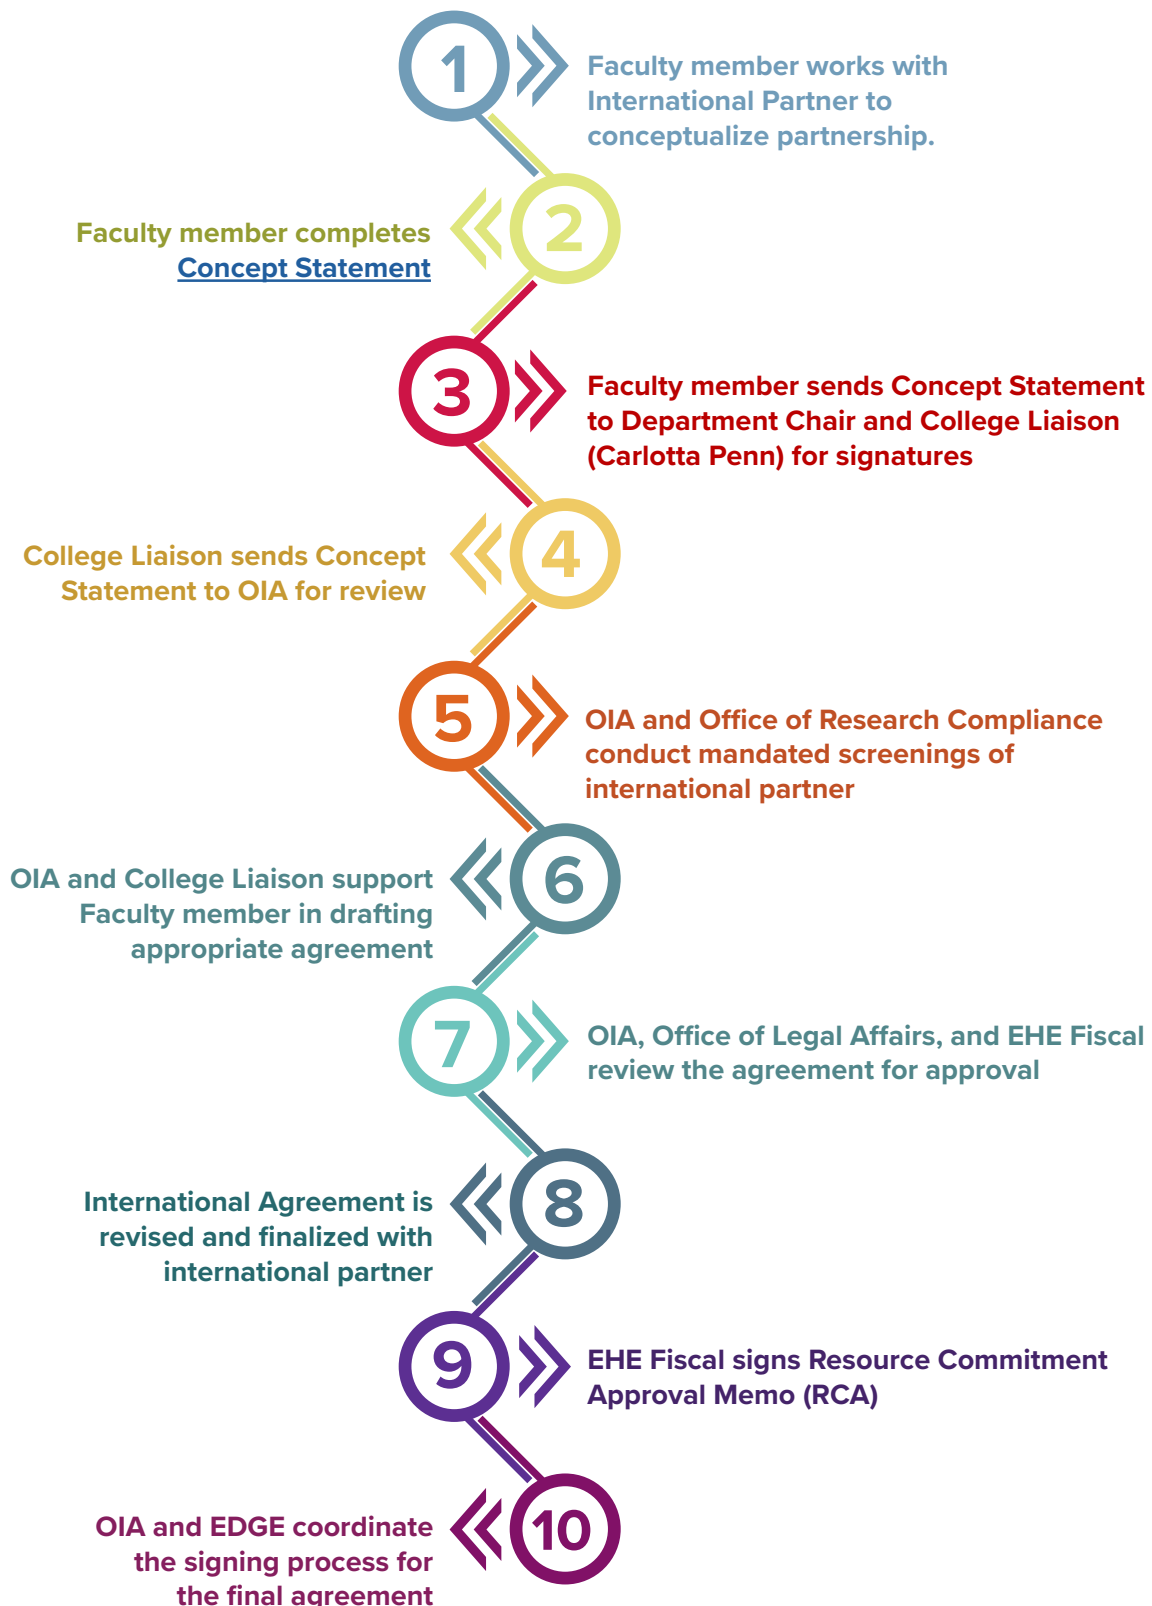 1
Faculty member works with
International Partner to
conceptualize partnership.
2
Faculty member completes
Concept Statement
3
Faculty member sends Concept Statement
to Department Chair and College Liaison
(Carlotta Penn) for signatures
4
College Liaison sends Concept
Statement to OIA for review
5
OIA and Office of Research Compliance
conduct mandated screenings of
international partner
6
OIA and College Liaison support
Faculty member in drafting
appropriate agreement
7
OIA, Office of Legal Affairs, and EHE Fiscal
review the agreement for approval
8
International Agreement is
revised and finalized with
international partner
9
EHE Fiscal signs Resource Commitment
Approval Memo (RCA)
10
OIA and EDGE coordinate
the signing process for
the final agreement